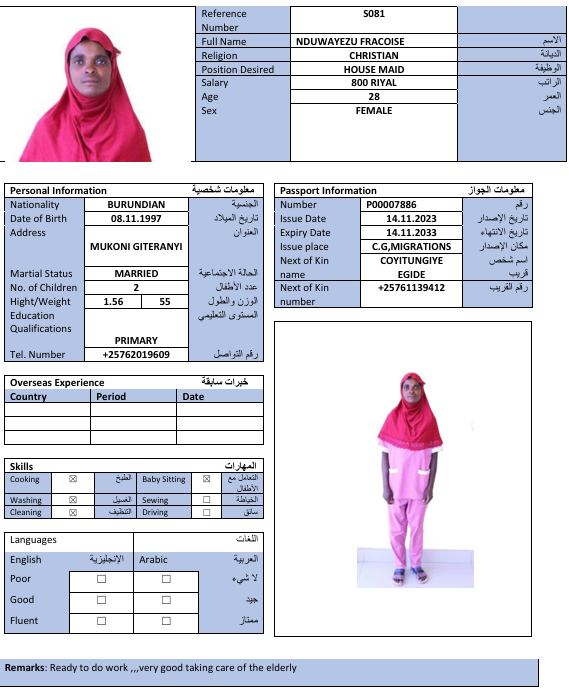 Reference Number S081
Full Name NDUWAYEZU FRACOISE الاسم
Religion CHRISTIAN الديانة
Position Desired HOUSE MAID الوظيفة
Salary 800 RIYAL الراتب
Age 28 العمر
Sex FEMALE الجنس
Personal Information معلومات شخصية
Nationality BURUNDIAN الجنسية
Date of Birth 08.11.1997 تاريخ الميلاد
Address MUKONI GITERANYI العنوان
Martial Status MARRIED الحالة الاجتماعية
No. of Children 2 عدد الأطفال
Hight/Weight 1.56 55 الوزن والطول
Education Qualifications PRIMARY المستوى التعليمي
Tel. Number +25762019609 رقم التواصل
Passport Information معلومات الجواز
Number P00007886 رقم
Issue Date 14.11.2023 تاريخ الإصدار
Expiry Date 14.11.2033 تاريخ الانتهاء
Issue place C.G,MIGRATIONS مكان الإصدار
Next of Kin name COYITUNGIYE EGIDE اسم شخص قريب
Next of Kin number +25761139412 رقم القريب
Overseas Experience خبرات سابقة
Country Period Date
Skills المهارات
Cooking ☒ الطبخ Baby Sitting ☒ التعامل مع الأطفال
Washing ☒ الغسيل Sewing ☐ الخياطة
Cleaning ☒ التنظيف Driving ☐ سائق
Languages اللغات
English الإنجليزية Arabic العربية
Poor ☐ ☐ لا شيء
Good ☐ ☐ جيد
Fluent ☐ ☐ ممتاز
Remarks: Ready to do work ,,,very good taking care of the elderly